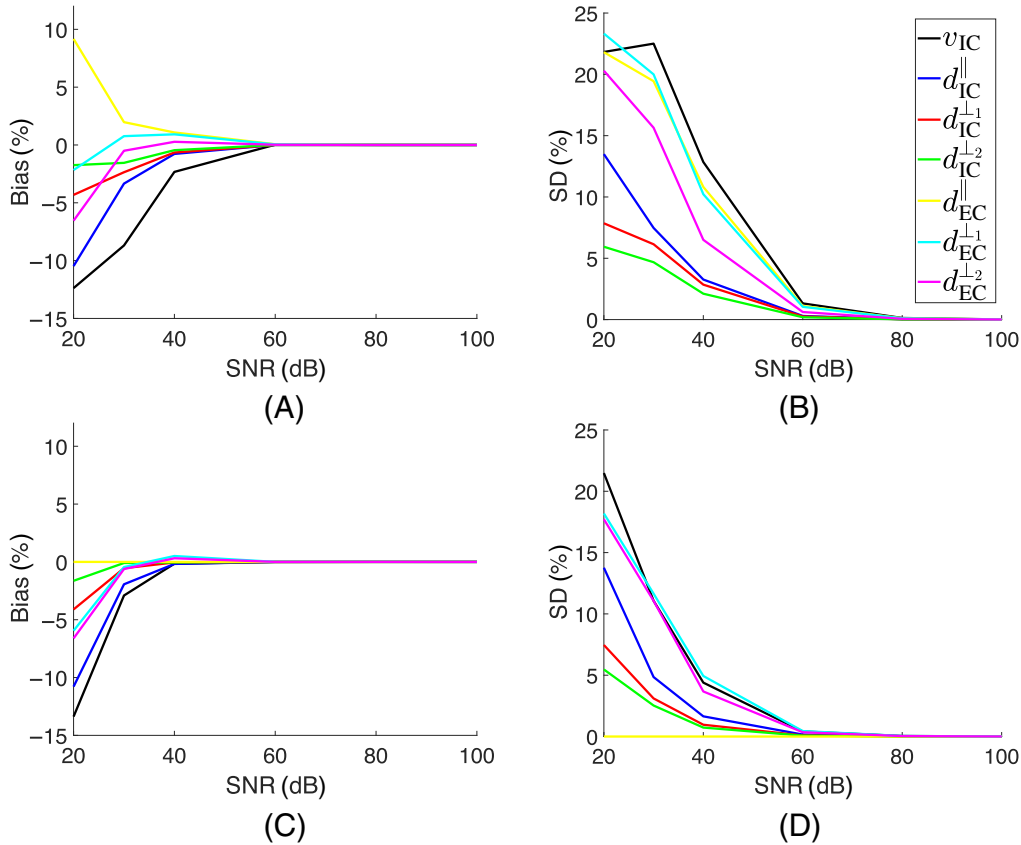 10
5
0
−5
−10
−15
Bias (%)
20 40 60 80 100
SNR (dB)
(A)
25
20
15
10
5
0
SD (%)
20 40 60 80 100
SNR (dB)
(B)
v_IC
d_IC^∥
d_IC^⊥1
d_IC^⊥2
d_EC^∥
d_EC^⊥1
d_EC^⊥2
10
5
0
−5
−10
−15
Bias (%)
20 40 60 80 100
SNR (dB)
(C)
25
20
15
10
5
0
SD (%)
20 40 60 80 100
SNR (dB)
(D)